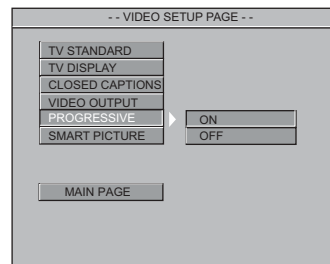 - - VIDEO SETUP PAGE - -
TV STANDARD
TV DISPLAY
CLOSED CAPTIONS
VIDEO OUTPUT
PROGRESSIVE
ON
SMART PICTURE
OFF
MAIN PAGE